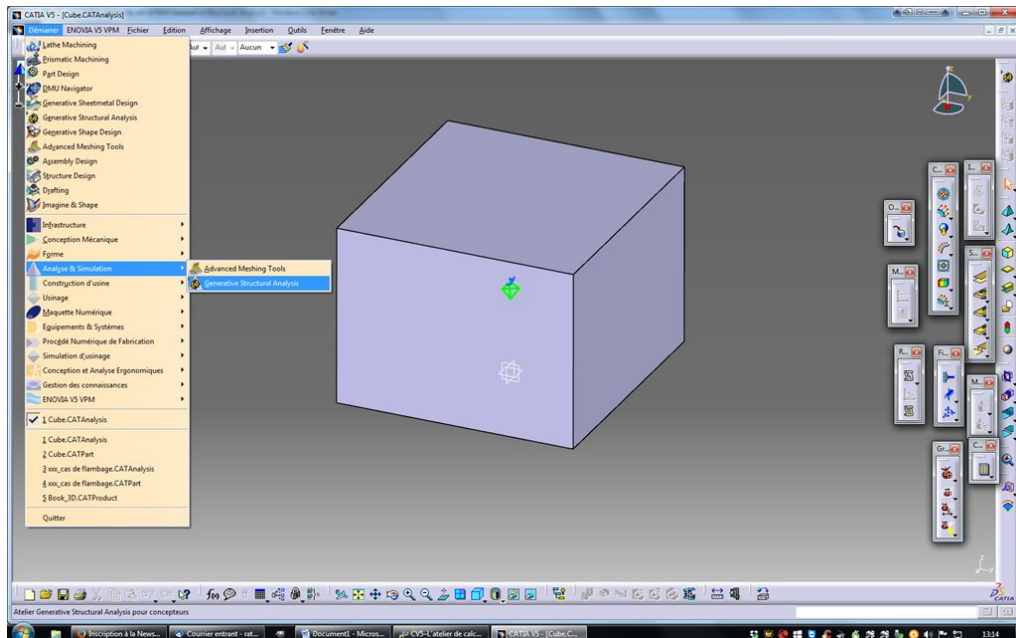 CATIA V5 - [Cube.CATAnalysis]
Démarrer ENOVIA V5 VPM Fichier Edition Affichage Insertion Outils Fenêtre Aide
Aut Aut Aucun
Lathe Machining
Prismatic Machining
Part Design
DMU Navigator
Generative Sheetmetal Design
Generative Structural Analysis
Generative Shape Design
Advanced Meshing Tools
Assembly Design
Structure Design
Drafting
Imagine & Shape
Infrastructure
Conception Mécanique
Forme
Analyse & Simulation
Advanced Meshing Tools
Generative Structural Analysis
Construction d'usine
Usinage
Maquette Numérique
Equipements & Systèmes
Procédé Numérique de Fabrication
Simulation d'usinage
Conception et Analyse Ergonomiques
Gestion des connaissances
ENOVIA V5 VPM
1 Cube.CATAnalysis
1 Cube.CATAnalysis
2 Cube.CATPart
3 xxx_cas de flambage.CATAnalysis
4 xxx_cas de flambage.CATPart
5 Book_3D.CATProduct
Quitter
C...
I...
O...
S...
M...
R...
Fi...
M...
Gr...
C...
CATIA
Atelier Generative Structural Analysis pour concepteurs
Inscription à la News...
Courrier entrant - rat...
Document1 - Micros...
CV5-L'atelier de calc...
CATIA V5 - [Cube.C...
13:14